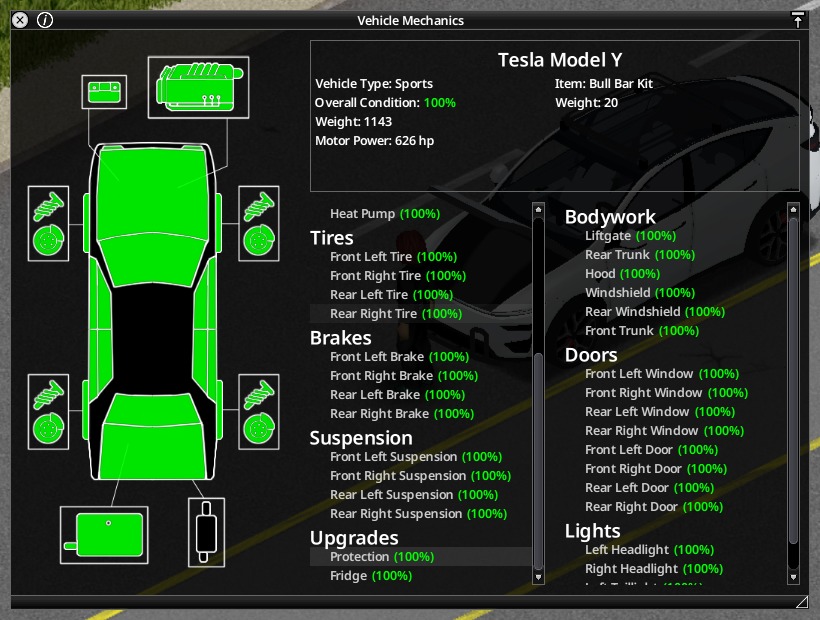 Vehicle Mechanics
Tesla Model Y
Vehicle Type: Sports
Overall Condition: 100%
Weight: 1143
Motor Power: 626 hp
Item: Bull Bar Kit
Weight: 20
Heat Pump (100%)
Tires
Front Left Tire (100%)
Front Right Tire (100%)
Rear Left Tire (100%)
Rear Right Tire (100%)
Brakes
Front Left Brake (100%)
Front Right Brake (100%)
Rear Left Brake (100%)
Rear Right Brake (100%)
Suspension
Front Left Suspension (100%)
Front Right Suspension (100%)
Rear Left Suspension (100%)
Rear Right Suspension (100%)
Upgrades
Protection (100%)
Fridge (100%)
Bodywork
Liftgate (100%)
Rear Trunk (100%)
Hood (100%)
Windshield (100%)
Rear Windshield (100%)
Front Trunk (100%)
Doors
Front Left Window (100%)
Front Right Window (100%)
Rear Left Window (100%)
Rear Right Window (100%)
Front Left Door (100%)
Front Right Door (100%)
Rear Left Door (100%)
Rear Right Door (100%)
Lights
Left Headlight (100%)
Right Headlight (100%)
Left Taillight (100%)